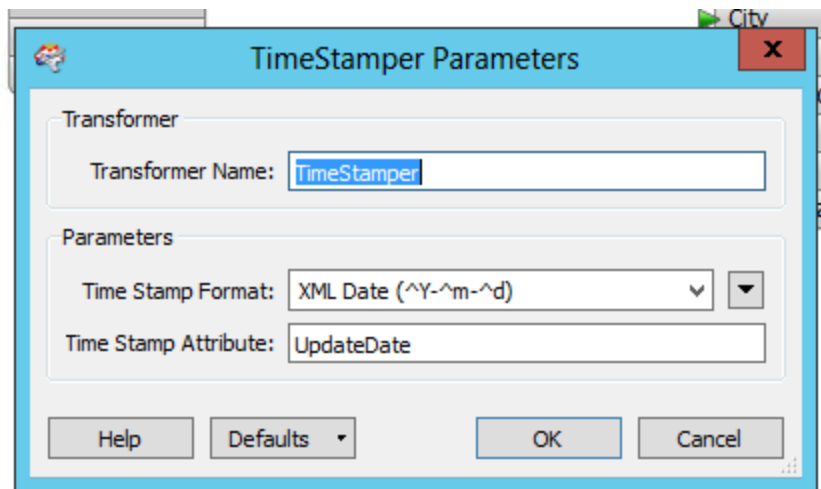 City
TimeStamper Parameters
x
Transformer
Transformer Name: TimeStamper
Parameters
Time Stamp Format: XML Date (^Y-^m-^d)
Time Stamp Attribute: UpdateDate
Help Defaults OK Cancel